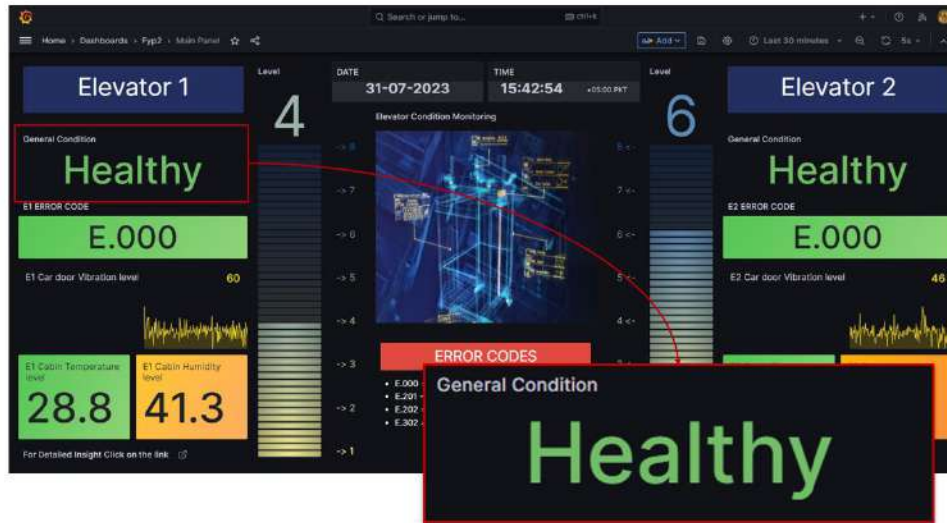 Search or jump to...
ctrl+k
Home > Dashboards > Fyp2 > Main Panel
Add
Last 30 minutes
5s
Elevator 1
Level
4
DATE
31-07-2023
TIME
15:42:54
+05:00 PKT
Level
6
Elevator 2
General Condition
Healthy
Elevator Condition Monitoring
General Condition
Healthy
E1 ERROR CODE
E.000
E2 ERROR CODE
E.000
E1 Car door Vibration level
60
E2 Car door Vibration level
46
-> 8
-> 7
-> 6
-> 5
-> 4
-> 3
-> 2
-> 1
8 <-
7 <-
6 <-
5 <-
4 <-
E1 Cabin Temperature level
28.8
E1 Cabin Humidity level
41.3
ERROR CODES
• E.000
• E.201
• E.202
• E.302
For Detailed Insight Click on the link
General Condition
Healthy